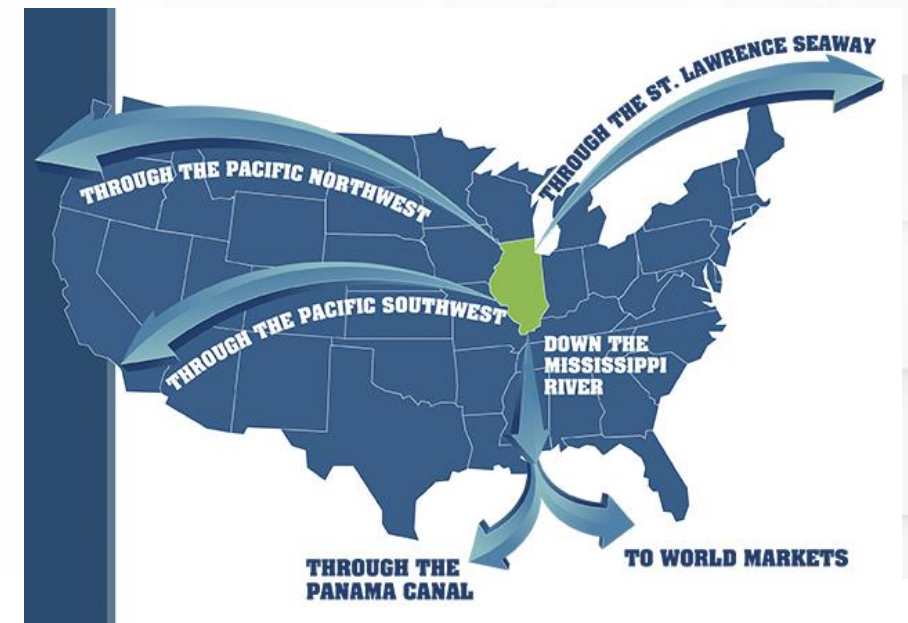 THROUGH THE ST. LAWRENCE SEAWAY
THROUGH THE PACIFIC NORTHWEST
THROUGH THE PACIFIC SOUTHWEST
DOWN THE
MISSISSIPPI
RIVER
THROUGH THE
PANAMA CANAL
TO WORLD MARKETS